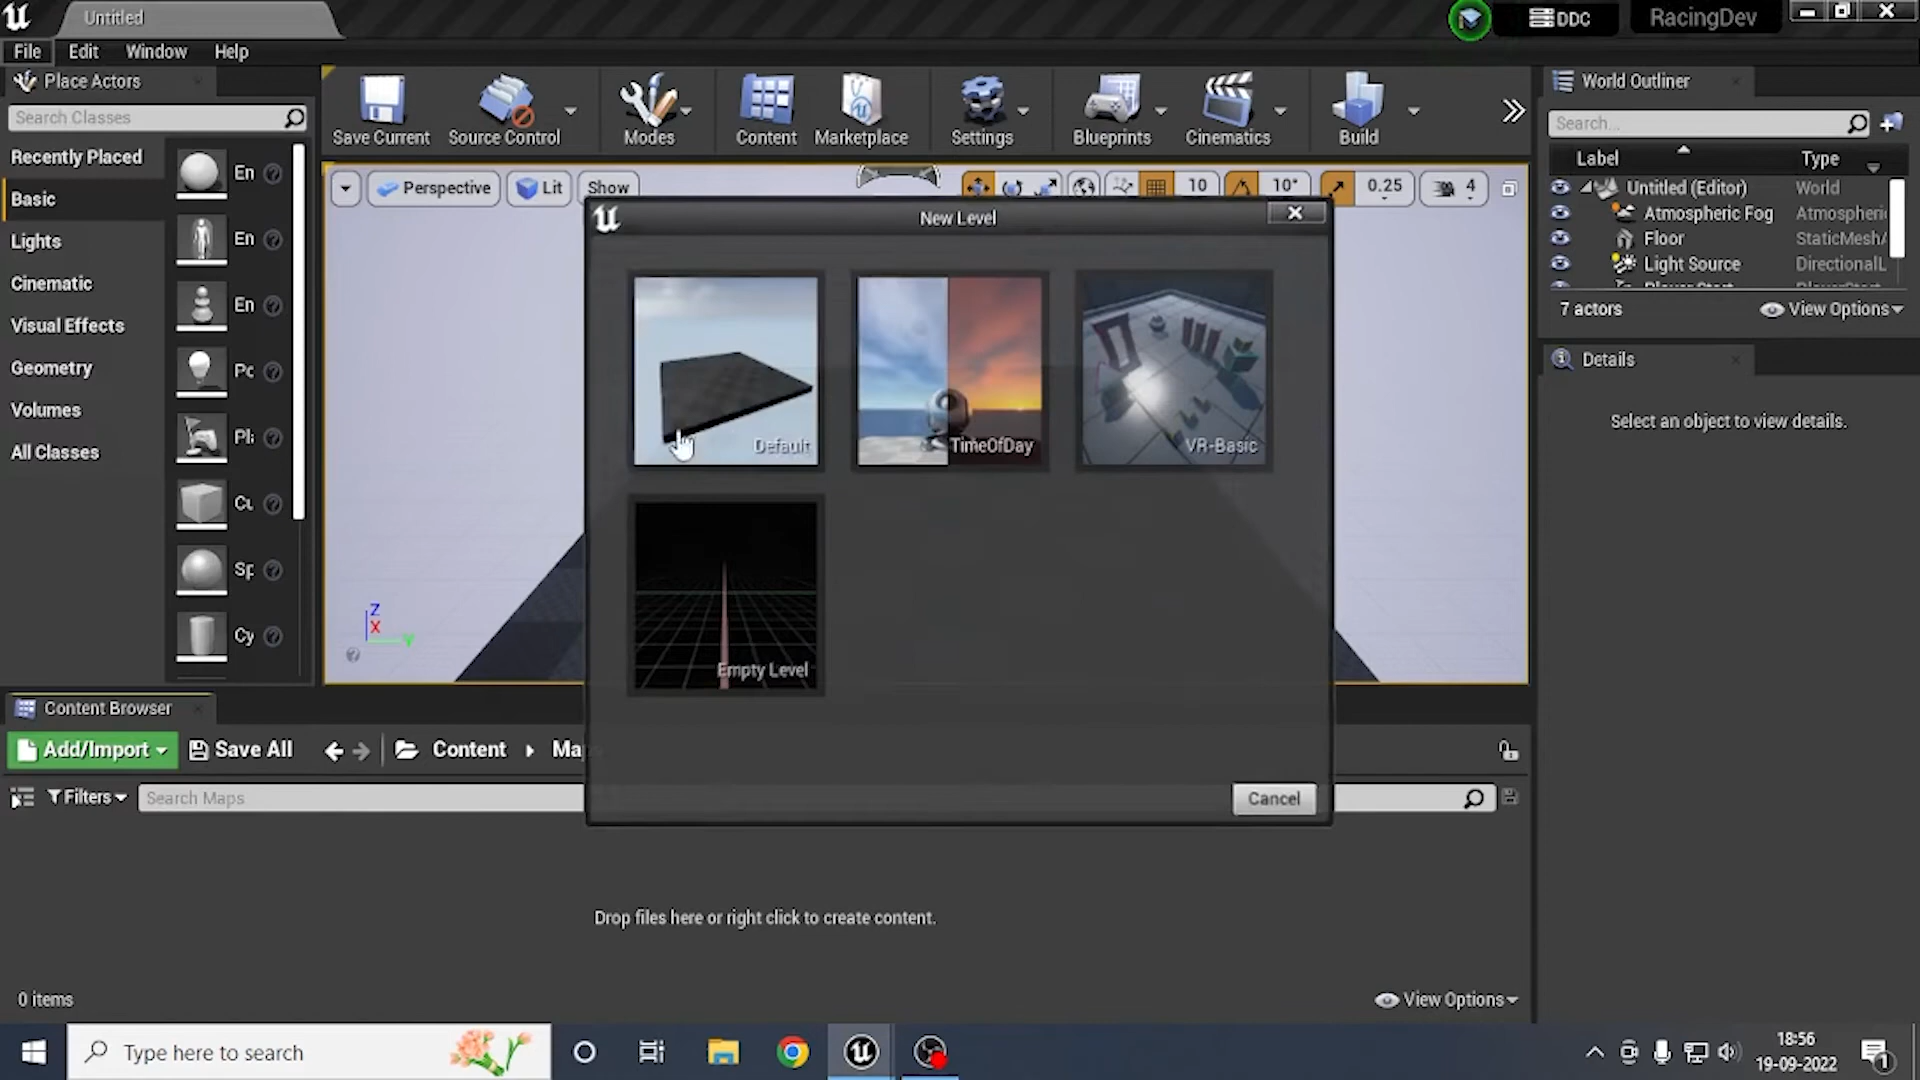 Untitled
DDC
RacingDev
File
Edit
Window
Help
Place Actors
Search Classes
Recently Placed
Basic
Lights
Cinematic
Visual Effects
Geometry
Volumes
All Classes
En
En
En
Po
Pl
Cu
Sp
Cy
Save Current
Source Control
Modes
Content
Marketplace
Settings
Blueprints
Cinematics
Build
Perspective
Lit
Show
10
10°
0.25
4
New Level
Default
TimeOfDay
VR-Basic
Empty Level
Cancel
Z
X
Y
World Outliner
Search...
Label
Type
Untitled (Editor)
World
Atmospheric Fog
Atmospheri
Floor
StaticMesh
Light Source
DirectionalL
7 actors
View Options
Details
Select an object to view details.
Content Browser
Add/Import
Save All
Content
Ma
Filters
Search Maps
Drop files here or right click to create content.
0 items
View Options
Type here to search
18:56
19-09-2022
1